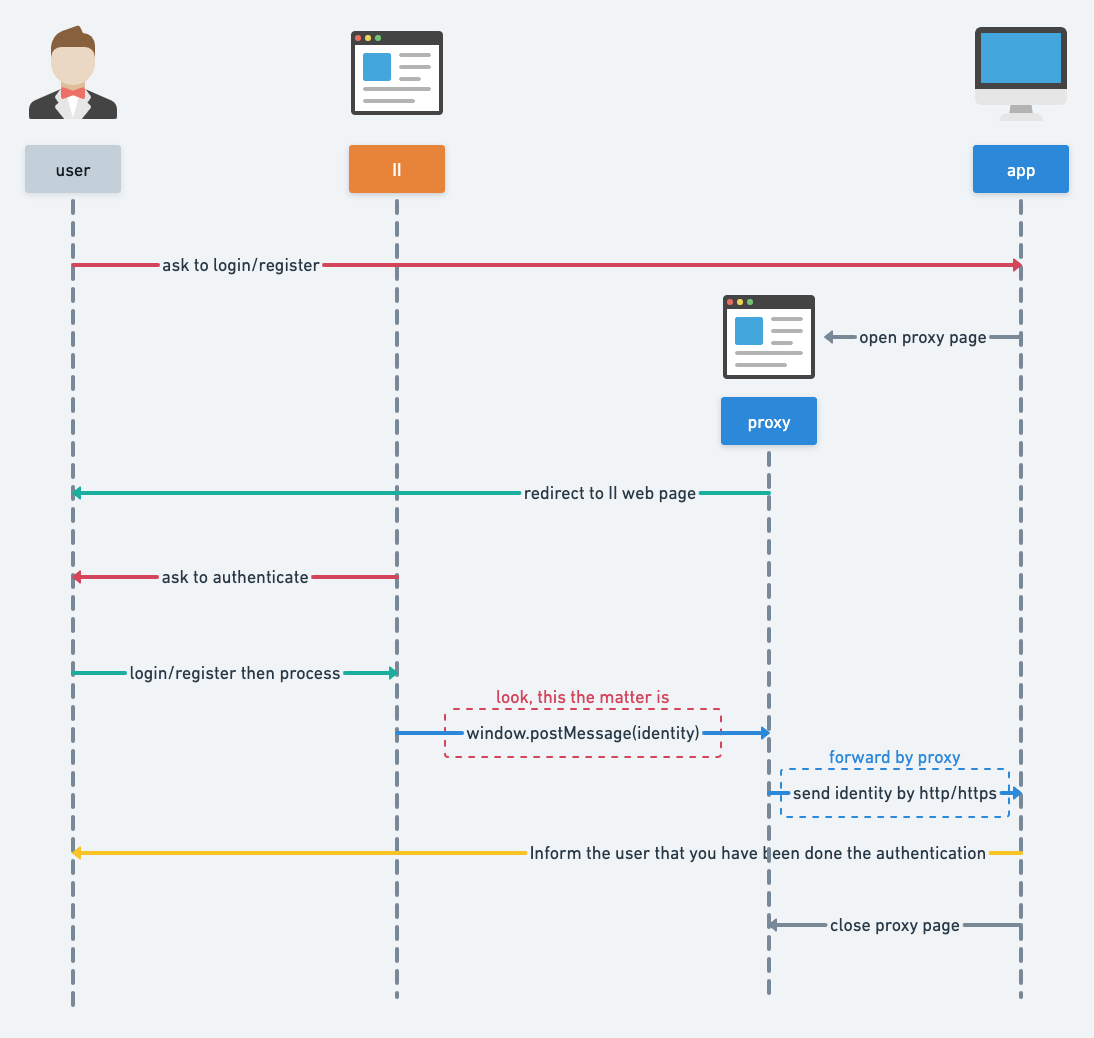 user
II
app
ask to login/register
open proxy page
proxy
redirect to II web page
ask to authenticate
login/register then process
look, this the matter is
window.postMessage(identity)
forward by proxy
send identity by http/https
Inform the user that you have been done the authentication
close proxy page